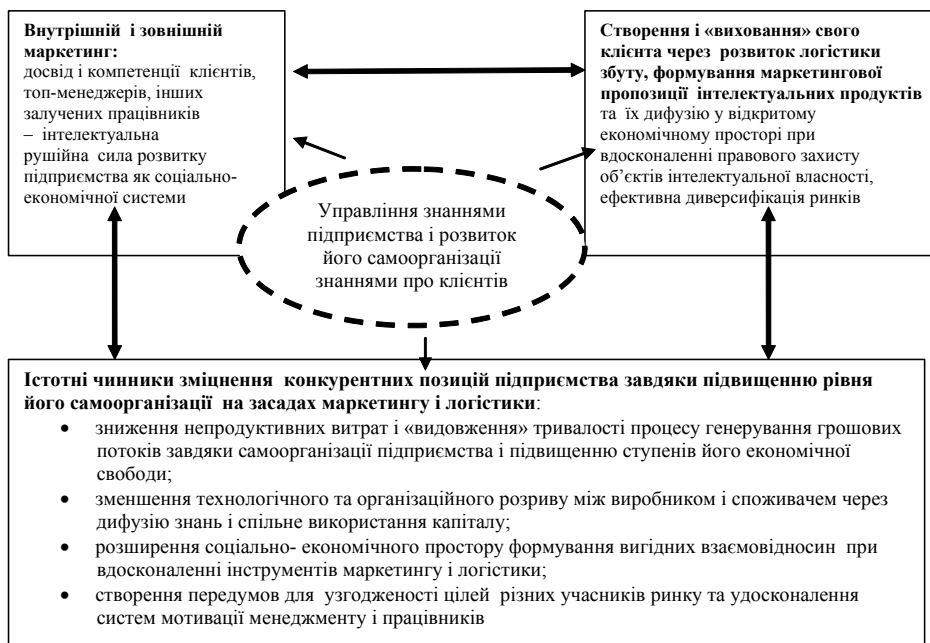 Внутрішній і зовнішній
маркетинг:
досвід і компетенції клієнтів,
топ-менеджерів, інших
залучених працівників
– інтелектуальна
рушійна сила розвитку
підприємства як соціально-
економічної системи
Створення і «виховання» свого
клієнта через розвиток логістики
збуту, формування маркетингової
пропозиції інтелектуальних продуктів
та їх дифузію у відкритому
економічному просторі при
вдосконаленні правового захисту
об’єктів інтелектуальної власності,
ефективна диверсифікація ринків
Управління знаннями
підприємства і розвиток
його самоорганізації
знаннями про клієнтів
Істотні чинники зміцнення конкурентних позицій підприємства завдяки підвищенню рівня
його самоорганізації на засадах маркетингу і логістики:
• зниження непродуктивних витрат і «видовження» тривалості процесу генерування грошових
потоків завдяки самоорганізації підприємства і підвищенню ступенів його економічної
свободи;
• зменшення технологічного та організаційного розриву між виробником і споживачем через
дифузію знань і спільне використання капіталу;
• розширення соціально- економічного простору формування вигідних взаємовідносин при
вдосконаленні інструментів маркетингу і логістики;
• створення передумов для узгодженості цілей різних учасників ринку та удосконалення
систем мотивації менеджменту і працівників